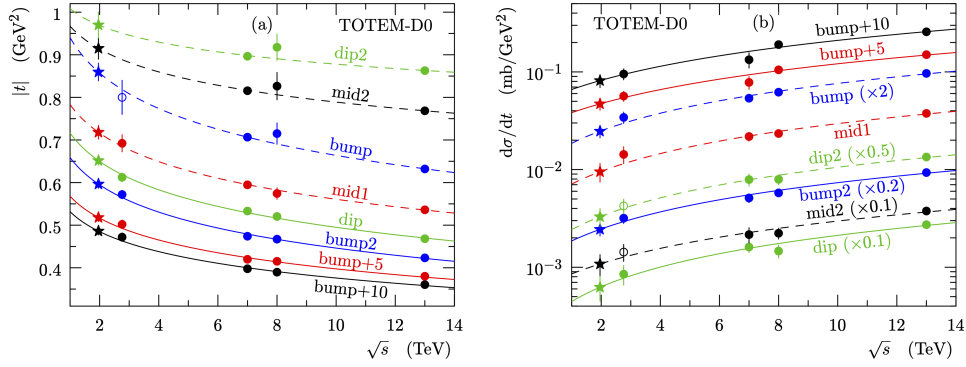 TOTEM-D0
(a)
|t| (GeV²)
1
0.9
0.8
0.7
0.6
0.5
0.4
dip2
mid2
bump
mid1
dip
bump2
bump+5
bump+10
2 4 6 8 10 12 14
√s (TeV)
TOTEM-D0
(b)
dσ/dt (mb/GeV²)
10⁻¹
10⁻²
10⁻³
bump+10
bump+5
bump (×2)
mid1
dip2 (×0.5)
bump2 (×0.2)
mid2 (×0.1)
dip (×0.1)
2 4 6 8 10 12 14
√s (TeV)